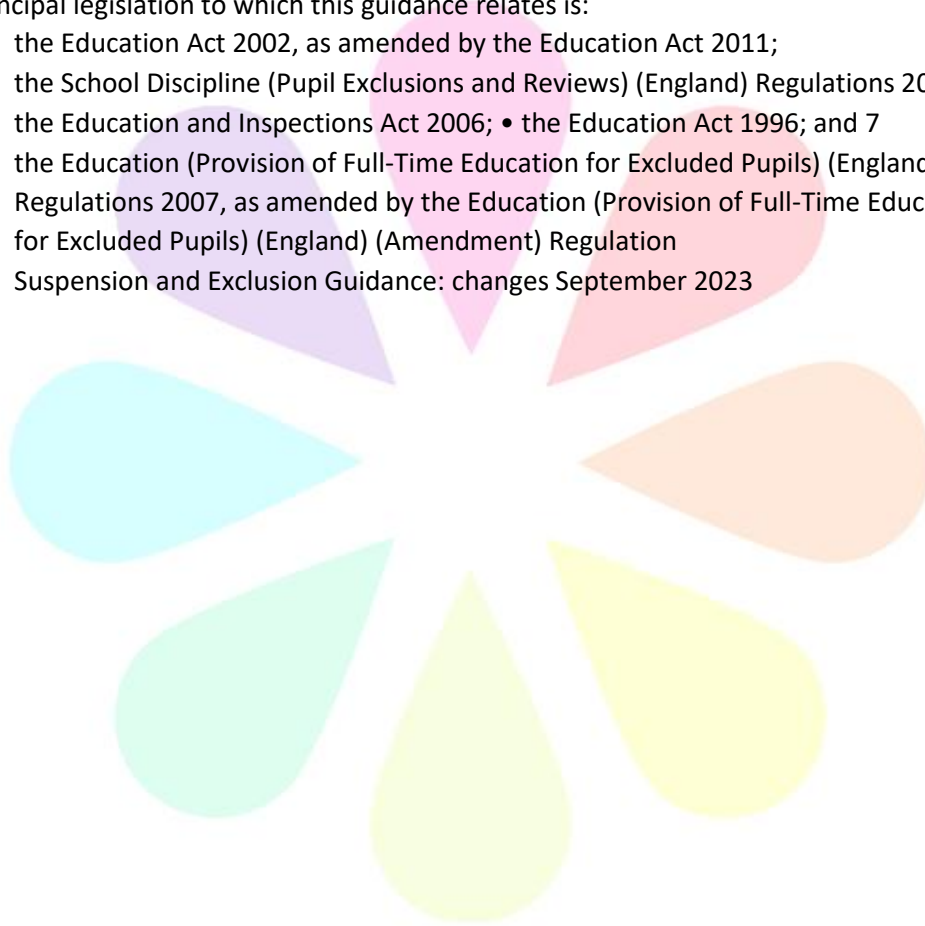 ncipal legislation to which this guidance relates is:
the Education Act 2002, as amended by the Education Act 2011;
the School Discipline (Pupil Exclusions and Reviews) (England) Regulations 20
the Education and Inspections Act 2006; • the Education Act 1996; and 7
the Education (Provision of Full-Time Education for Excluded Pupils) (England
Regulations 2007, as amended by the Education (Provision of Full-Time Educ
for Excluded Pupils) (England) (Amendment) Regulation
Suspension and Exclusion Guidance: changes September 2023